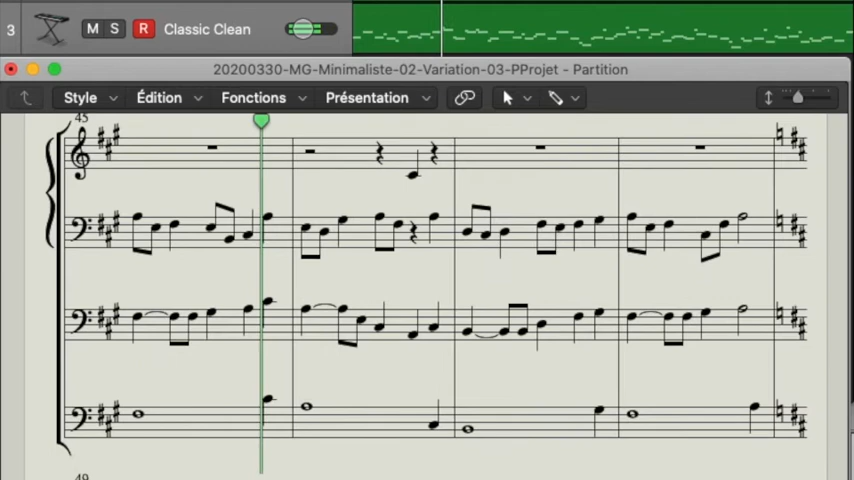 3 M S R Classic Clean
20200330-MG-Minimaliste-02-Variation-03-PProjet - Partition
Style Édition Fonctions Présentation
45
49